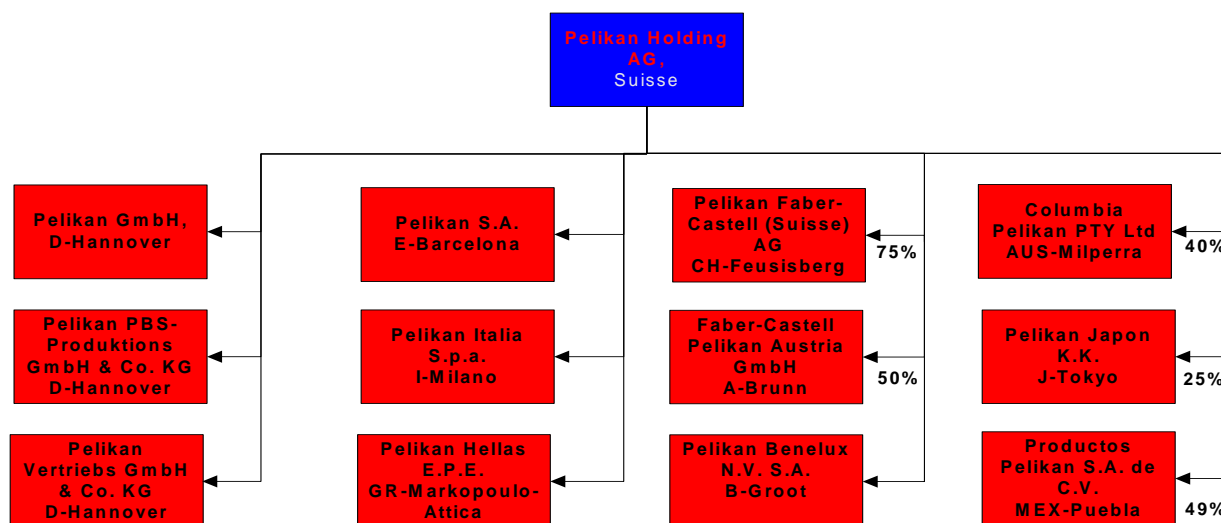 Pelikan Holding
AG,
Suisse
Pelikan GmbH,
D-Hannover
Pelikan S.A.
E-Barcelona
Pelikan Faber-
Castell (Suisse)
AG
CH-Feusisberg
75%
Columbia
Pelikan PTY Ltd
AUS-Milperra
40%
Pelikan PBS-
Produktions
GmbH & Co. KG
D-Hannover
Pelikan Italia
S.p.a.
I-Milano
Faber-Castell
Pelikan Austria
GmbH
A-Brunn
50%
Pelikan Japon
K.K.
J-Tokyo
25%
Pelikan
Vertriebs GmbH
& Co. KG
D-Hannover
Pelikan Hellas
E.P.E.
GR-Markopoulo-
Attica
Pelikan Benelux
N.V. S.A.
B-Groot
Productos
Pelikan S.A. de
C.V.
MEX-Puebla
49%